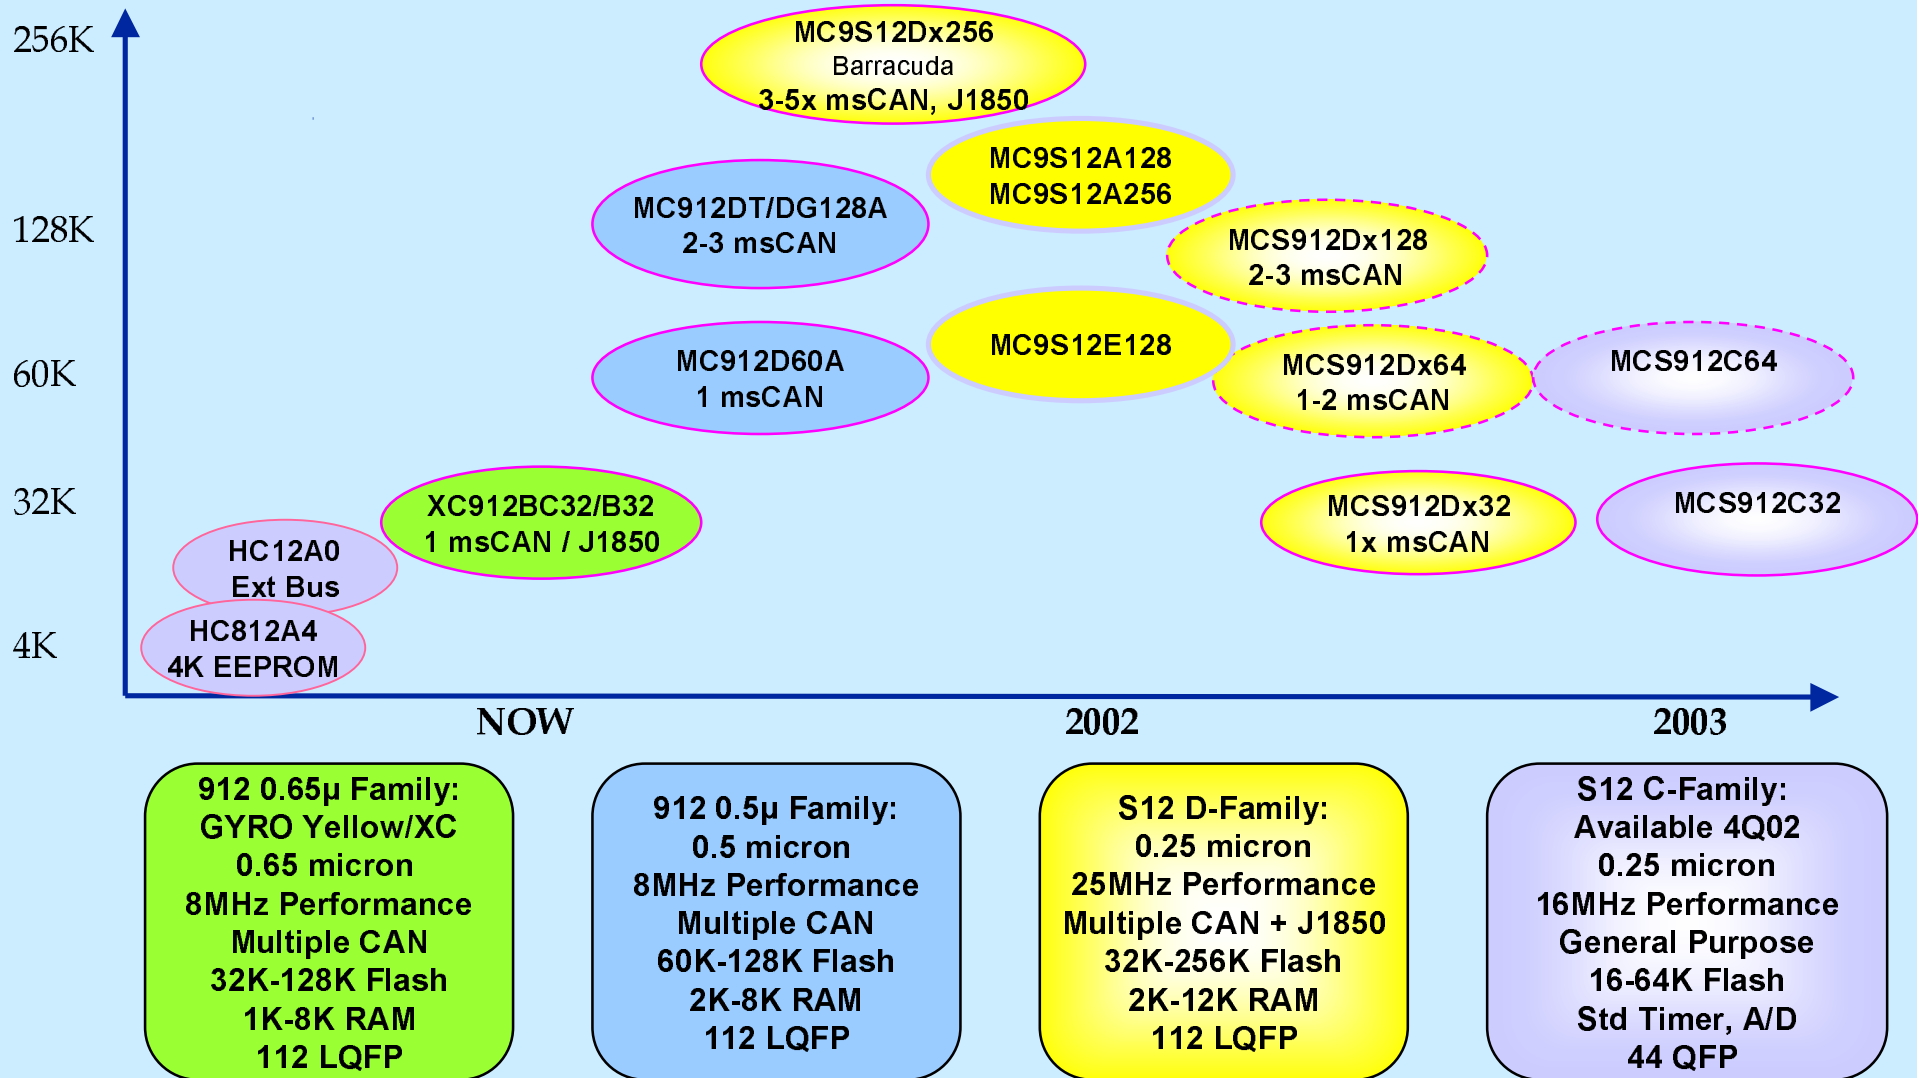 256K
128K
60K
32K
4K
MC9S12Dx256
Barracuda
3-5x msCAN, J1850
MC9S12A128
MC9S12A256
MC912DT/DG128A
2-3 msCAN
MCS912Dx128
2-3 msCAN
MC9S12E128
MC912D60A
1 msCAN
MCS912Dx64
1-2 msCAN
MCS912C64
XC912BC32/B32
1 msCAN / J1850
MCS912Dx32
1x msCAN
MCS912C32
HC12A0
Ext Bus
HC812A4
4K EEPROM
NOW
2002
2003
912 0.65µ Family:
GYRO Yellow/XC
0.65 micron
8MHz Performance
Multiple CAN
32K-128K Flash
1K-8K RAM
112 LQFP
912 0.5µ Family:
0.5 micron
8MHz Performance
Multiple CAN
60K-128K Flash
2K-8K RAM
112 LQFP
S12 D-Family:
0.25 micron
25MHz Performance
Multiple CAN + J1850
32K-256K Flash
2K-12K RAM
112 LQFP
S12 C-Family:
Available 4Q02
0.25 micron
16MHz Performance
General Purpose
16-64K Flash
Std Timer, A/D
44 QFP